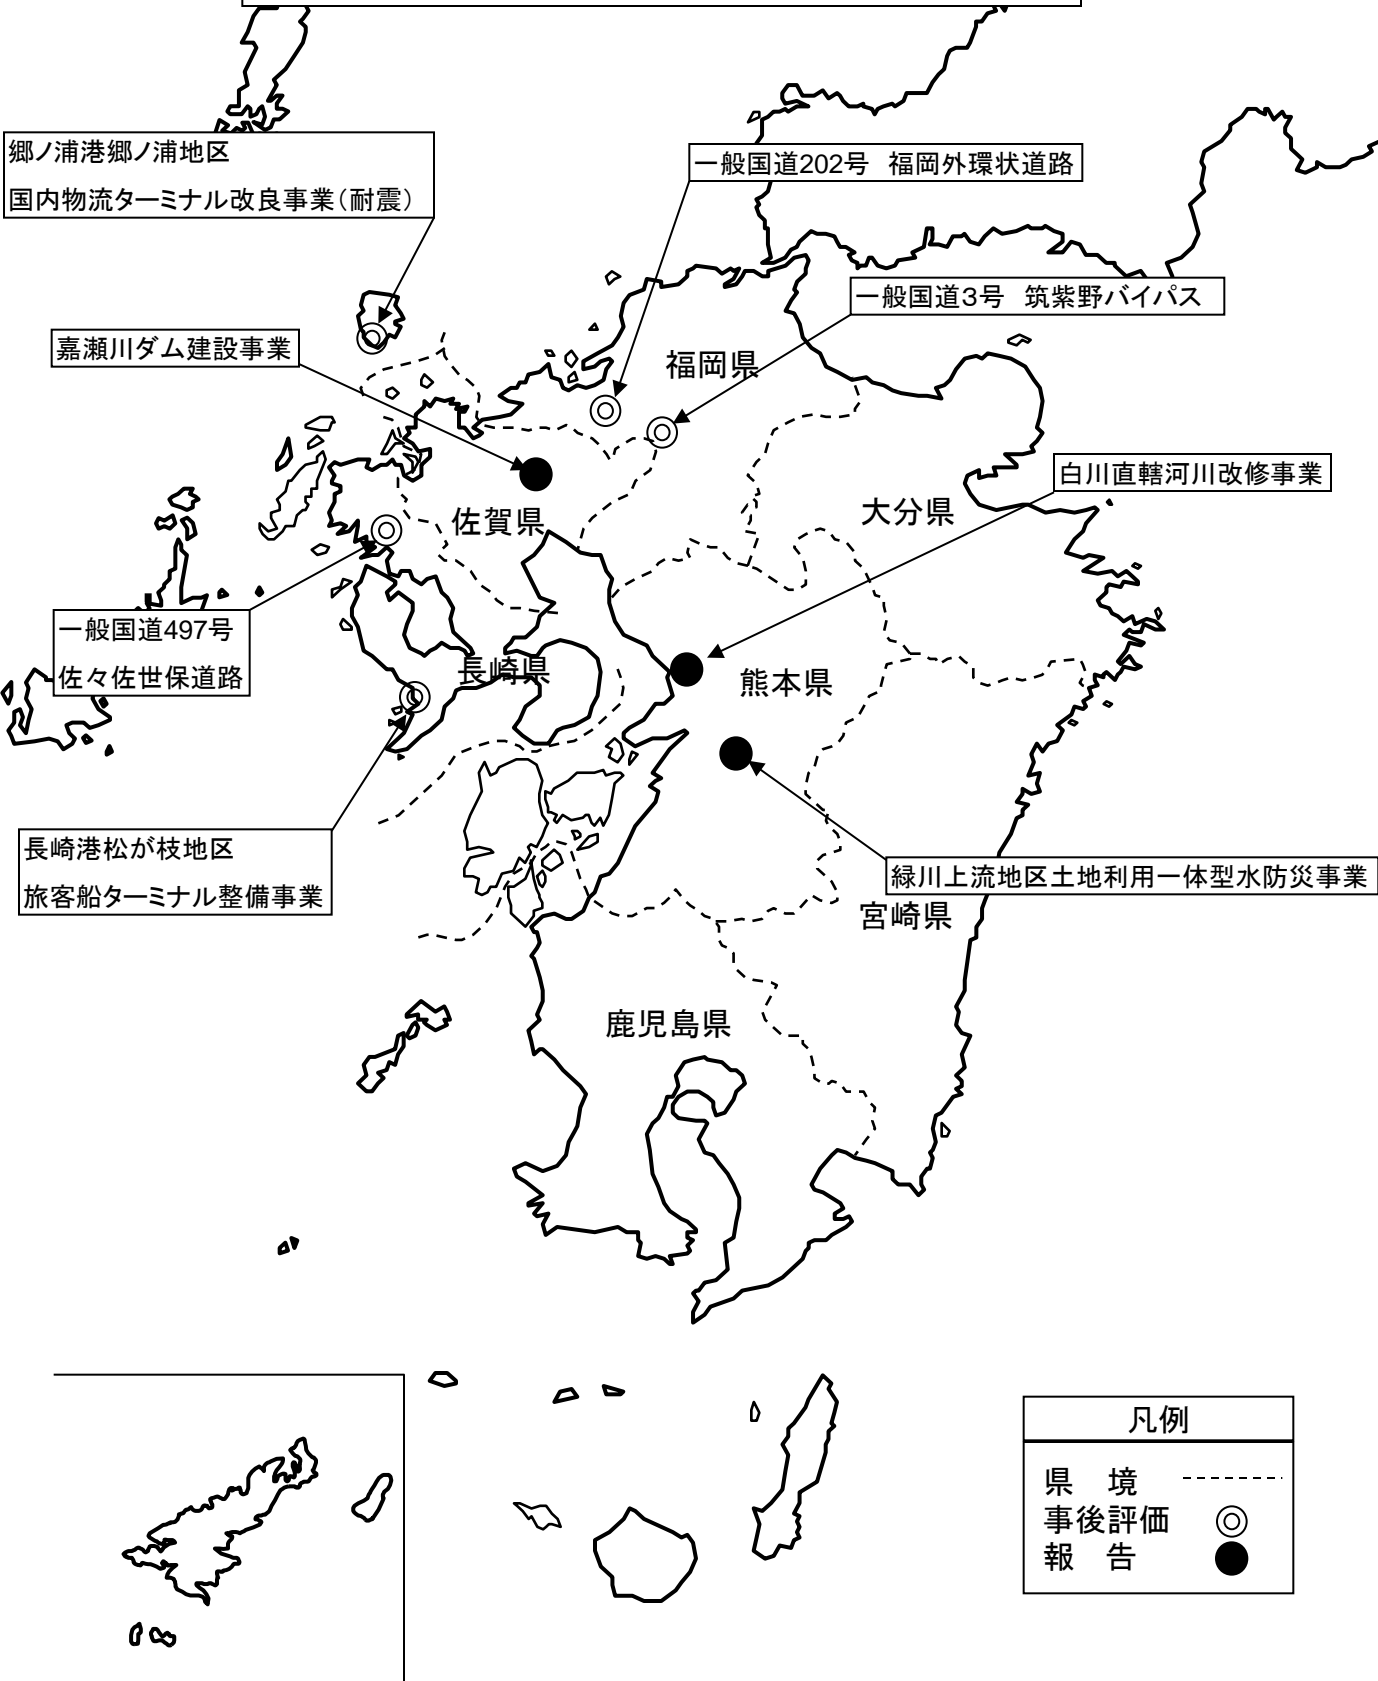 郷ノ浦港郷ノ浦地区
国内物流ターミナル改良事業（耐震）
一般国道202号　福岡外環状道路
一般国道3号　筑紫野バイパス
嘉瀬川ダム建設事業
福岡県
白川直轄河川改修事業
大分県
佐賀県
一般国道497号
佐々佐世保道路
長崎県
熊本県
長崎港松が枝地区
旅客船ターミナル整備事業
緑川上流地区土地利用一体型水防災事業
宮崎県
鹿児島県
凡例
県　境
事後評価
報　告